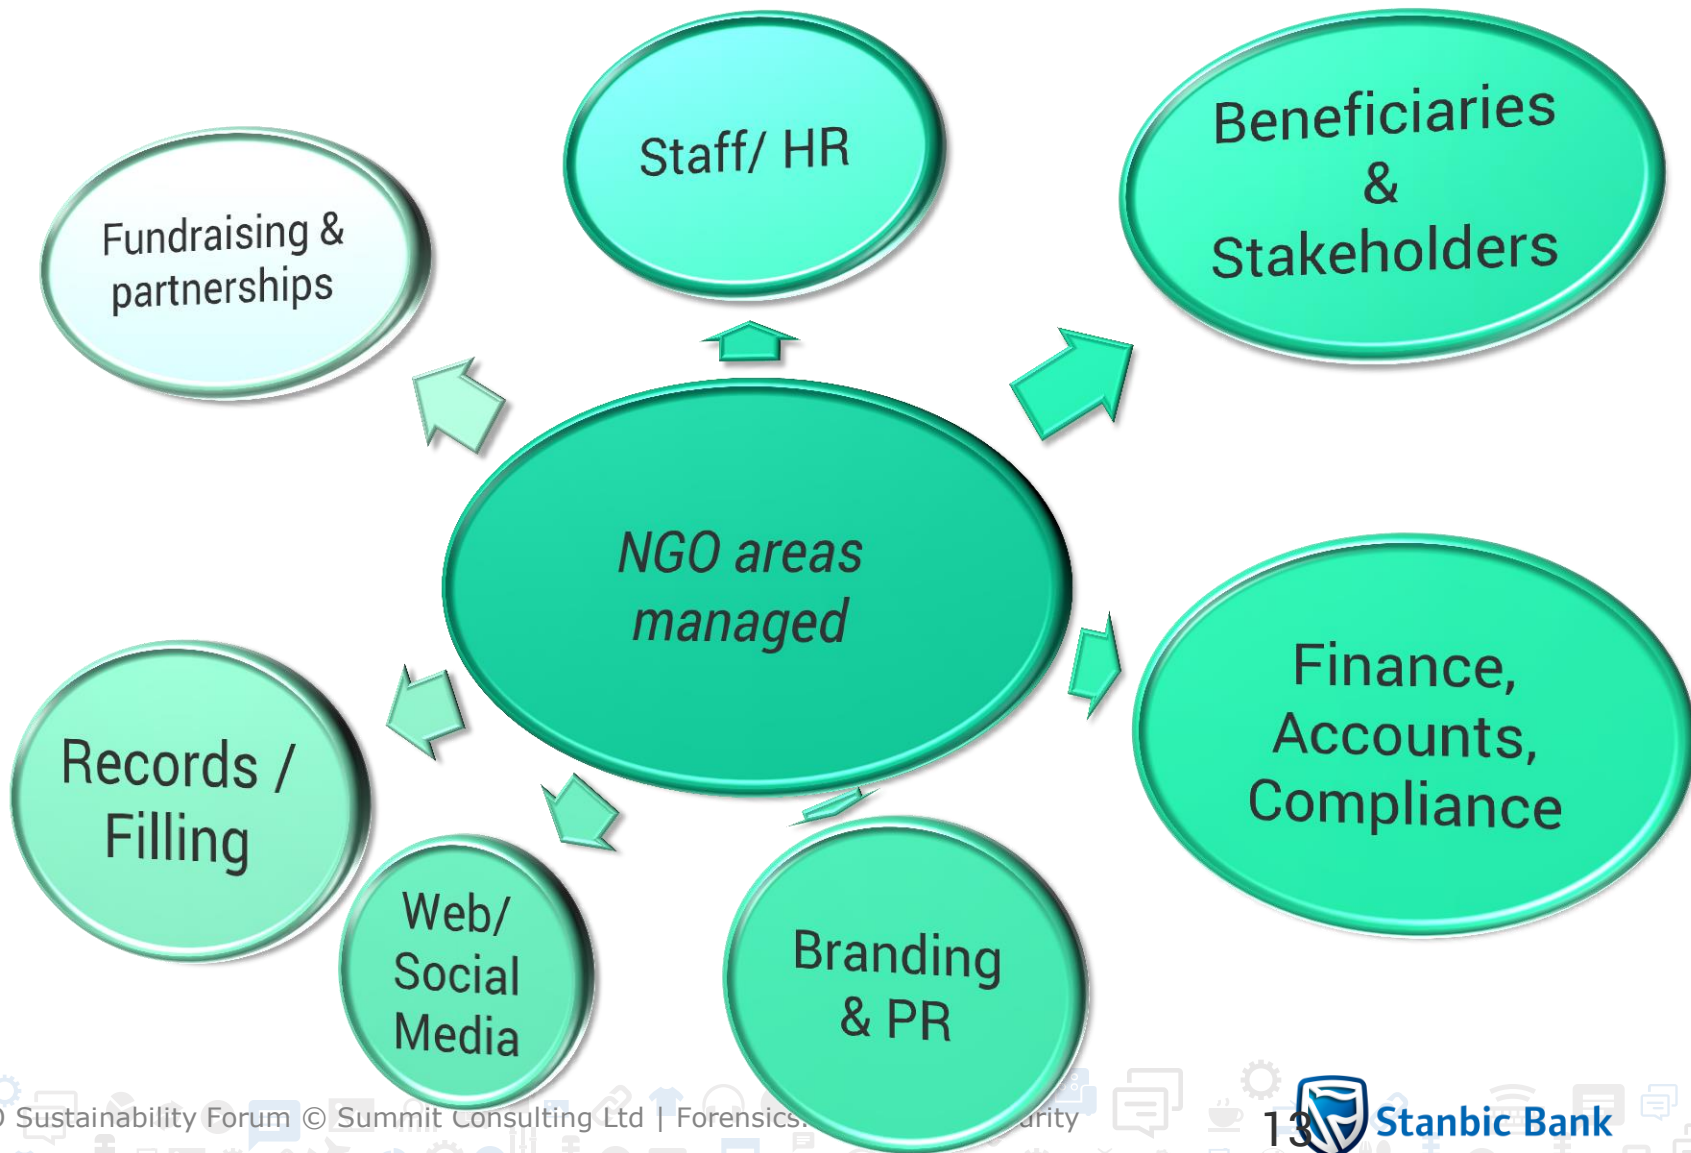 Staff/ HR
Beneficiaries
&
Stakeholders
Fundraising &
partnerships
NGO areas
managed
Finance,
Accounts,
Compliance
Records /
Filling
Web/
Social
Media
Branding
& PR
Sustainability Forum © Summit Consulting Ltd | Forensics.
13
Stanbic Bank